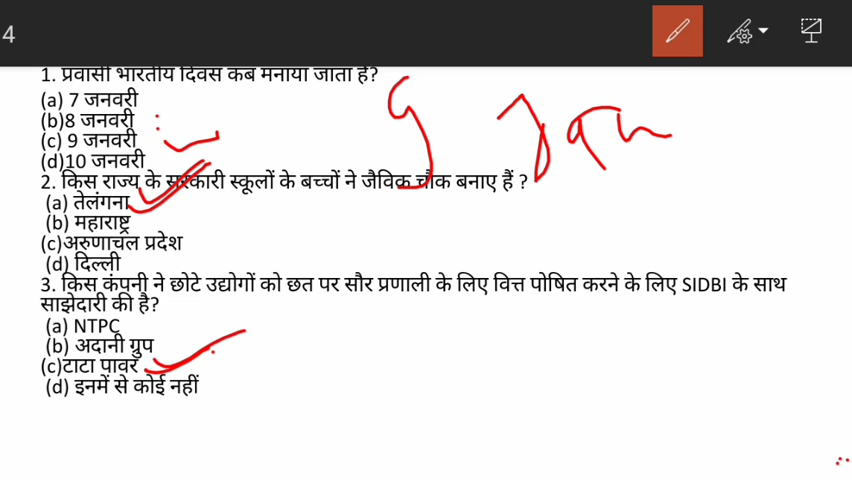 4
1. प्रवासी भारतीय दिवस कब मनाया जाता है?
(a) 7 जनवरी
(b)8 जनवरी
(c) 9 जनवरी
(d)10 जनवरी
2. किस राज्य के सरकारी स्कूलों के बच्चों ने जैविक चौक बनाए हैं ?
(a) तेलंगना
(b) महाराष्ट्र
(c)अरुणाचल प्रदेश
(d) दिल्ली
3. किस कंपनी ने छोटे उद्योगों को छत पर सौर प्रणाली के लिए वित्त पोषित करने के लिए SIDBI के साथ
साझेदारी की है?
(a) NTPC
(b) अदानी ग्रुप
(c)टाटा पावर
(d) इनमें से कोई नहीं